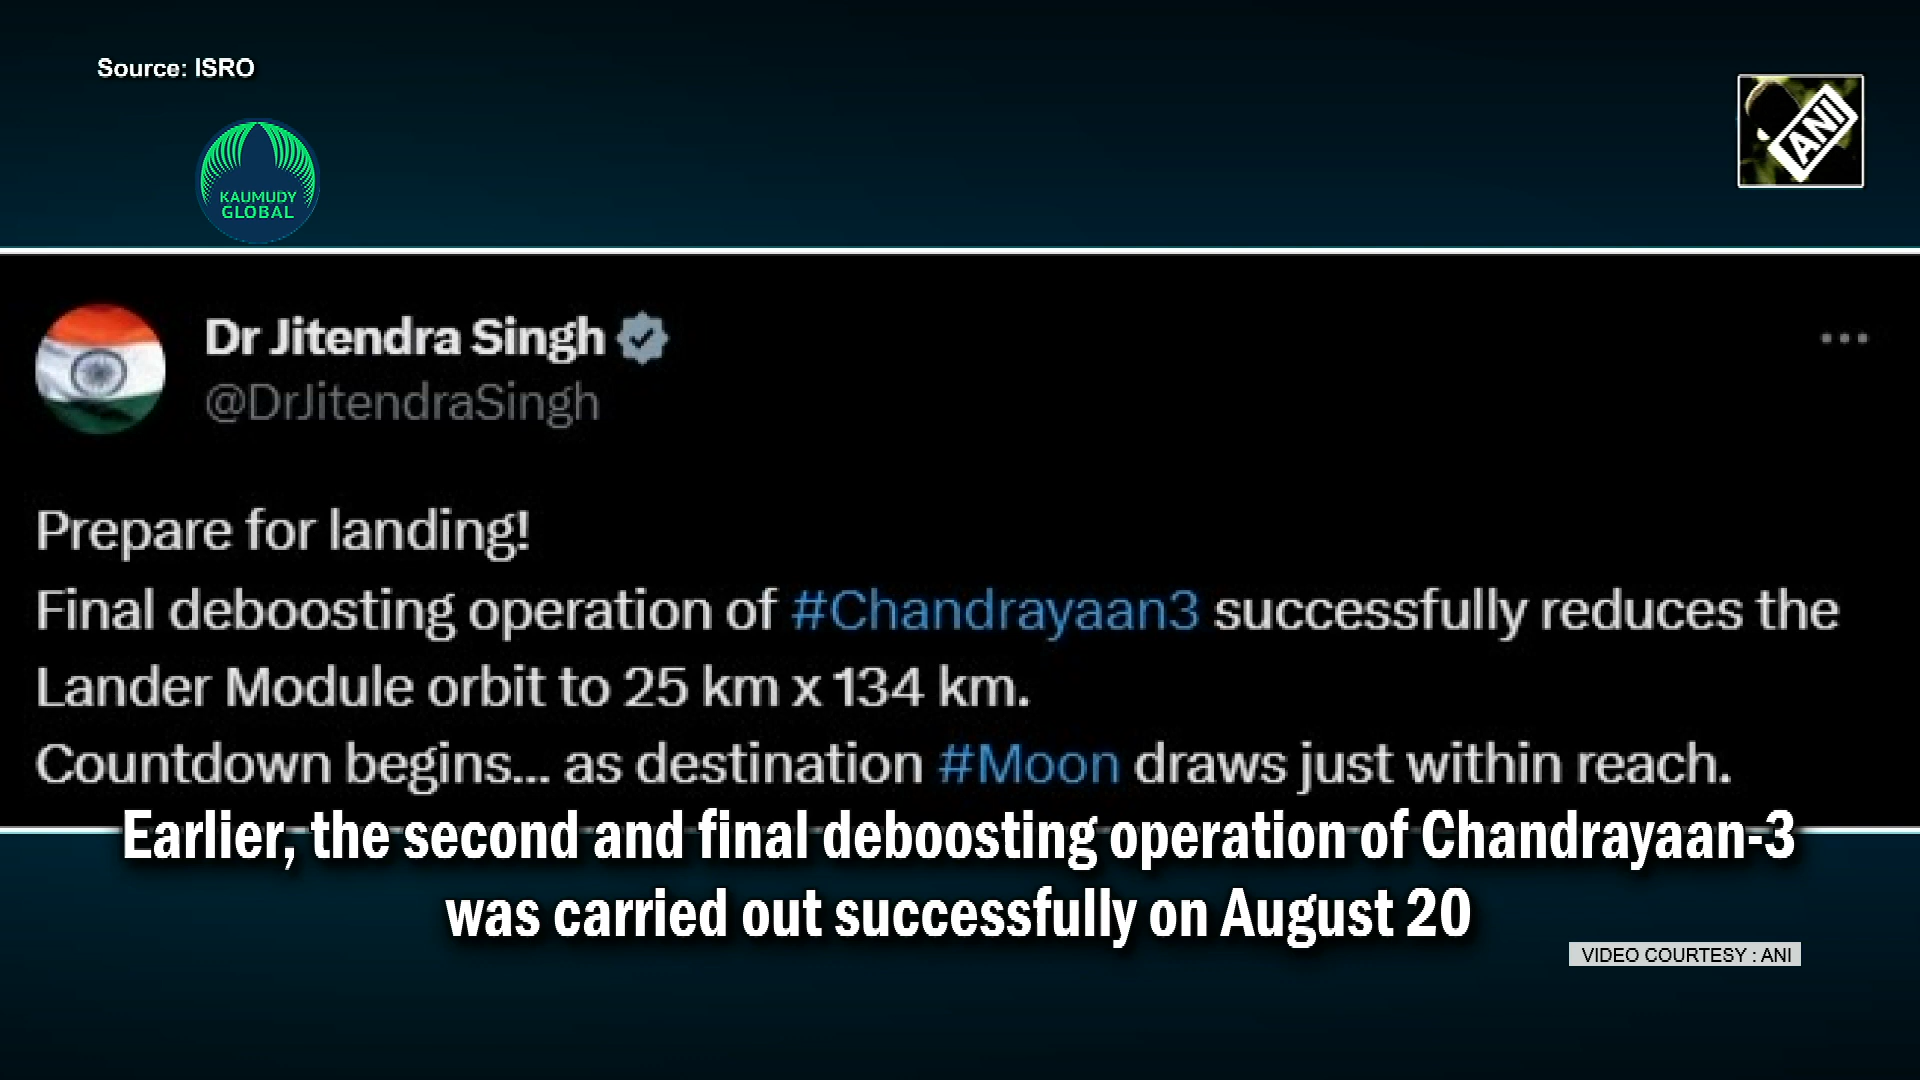 Source: ISRO
KAUMUDY
GLOBAL
ANI
Dr Jitendra Singh
@DrJitendraSingh
Prepare for landing!
Final deboosting operation of #Chandrayaan3 successfully reduces the
Lander Module orbit to 25 km x 134 km.
Countdown begins... as destination #Moon draws just within reach.
Earlier, the second and final deboosting operation of Chandrayaan-3
was carried out successfully on August 20
VIDEO COURTESY : ANI